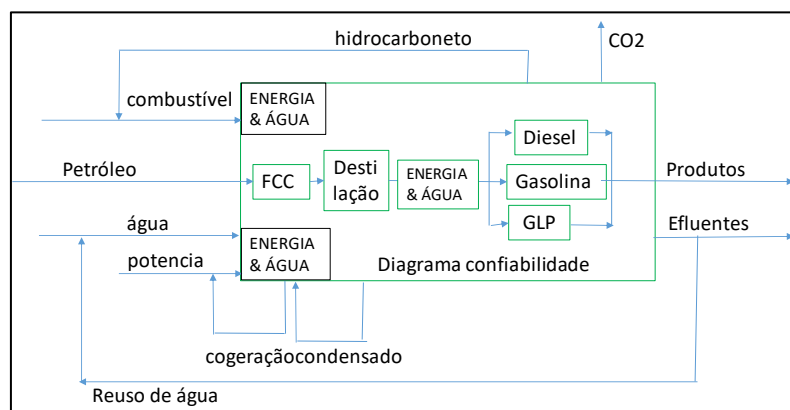 hidrocarboneto
CO2
combustível
ENERGIA
& ÁGUA
Petróleo
FCC
Desti
lação
ENERGIA
& ÁGUA
Diesel
Gasolina
GLP
Produtos
Efluentes
água
potencia
ENERGIA
& ÁGUA
Diagrama confiabilidade
cogeraçãocondensado
Reuso de água